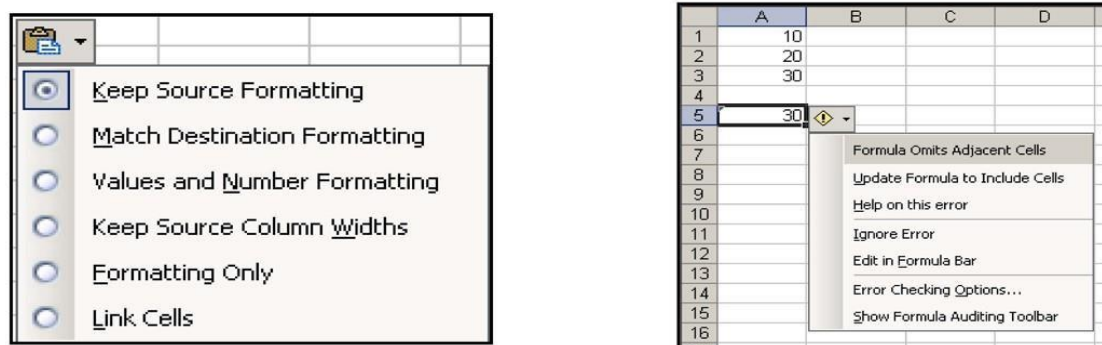 Keep Source Formatting
Match Destination Formatting
Values and Number Formatting
Keep Source Column Widths
Formatting Only
Link Cells
A B C D
1 10
2 20
3 30
4
5 30
6
7
8
9
10
11
12
13
14
15
16
Formula Omits Adjacent Cells
Update Formula to Include Cells
Help on this error
Ignore Error
Edit in Formula Bar
Error Checking Options...
Show Formula Auditing Toolbar